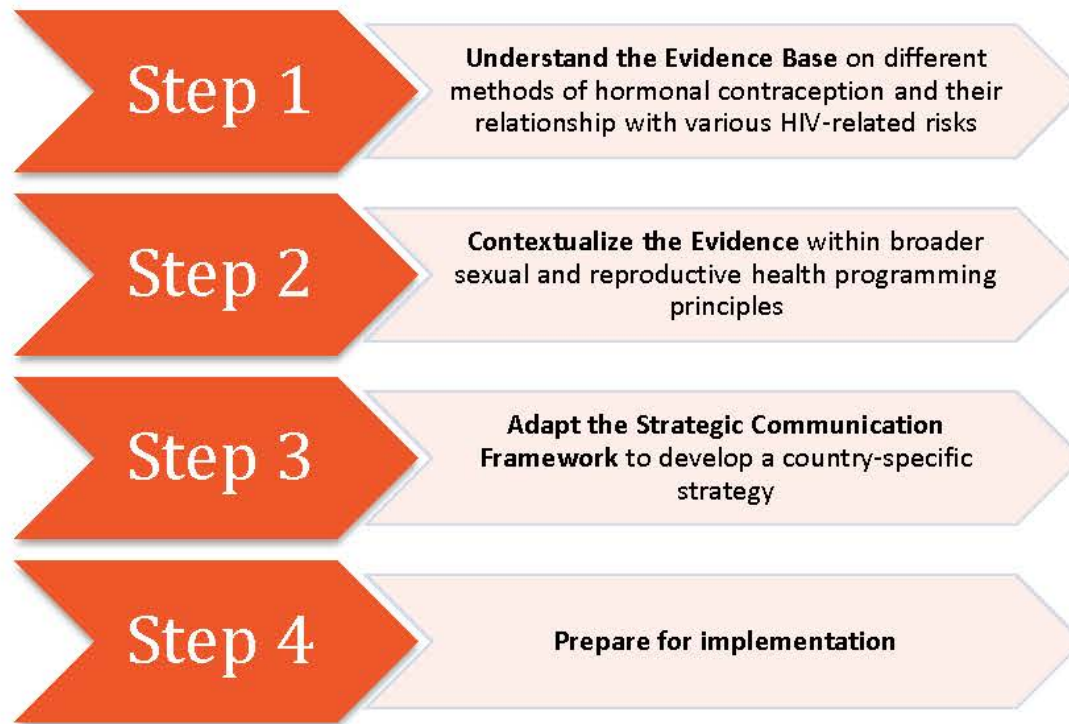 Step 1
Understand the Evidence Base on different
methods of hormonal contraception and their
relationship with various HIV-related risks
Step 2
Contextualize the Evidence within broader
sexual and reproductive health programming
principles
Step 3
Adapt the Strategic Communication
Framework to develop a country-specific
strategy
Step 4
Prepare for implementation